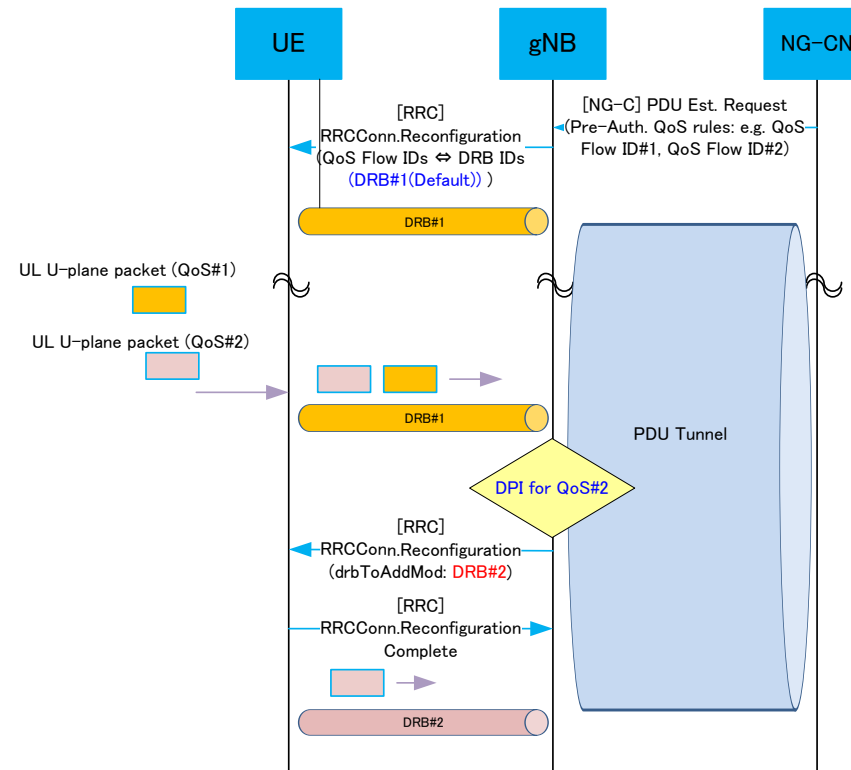 UE
gNB
NG-CN
[RRC]
RRCConn.Reconfiguration
(QoS Flow IDs ⇔ DRB IDs
(DRB#1(Default)) )
[NG-C] PDU Est. Request
(Pre-Auth. QoS rules: e.g. QoS
Flow ID#1, QoS Flow ID#2)
DRB#1
UL U-plane packet (QoS#1)
UL U-plane packet (QoS#2)
DRB#1
PDU Tunnel
DPI for QoS#2
[RRC]
RRCConn.Reconfiguration
(drbToAddMod: DRB#2)
[RRC]
RRCConn.Reconfiguration
Complete
DRB#2